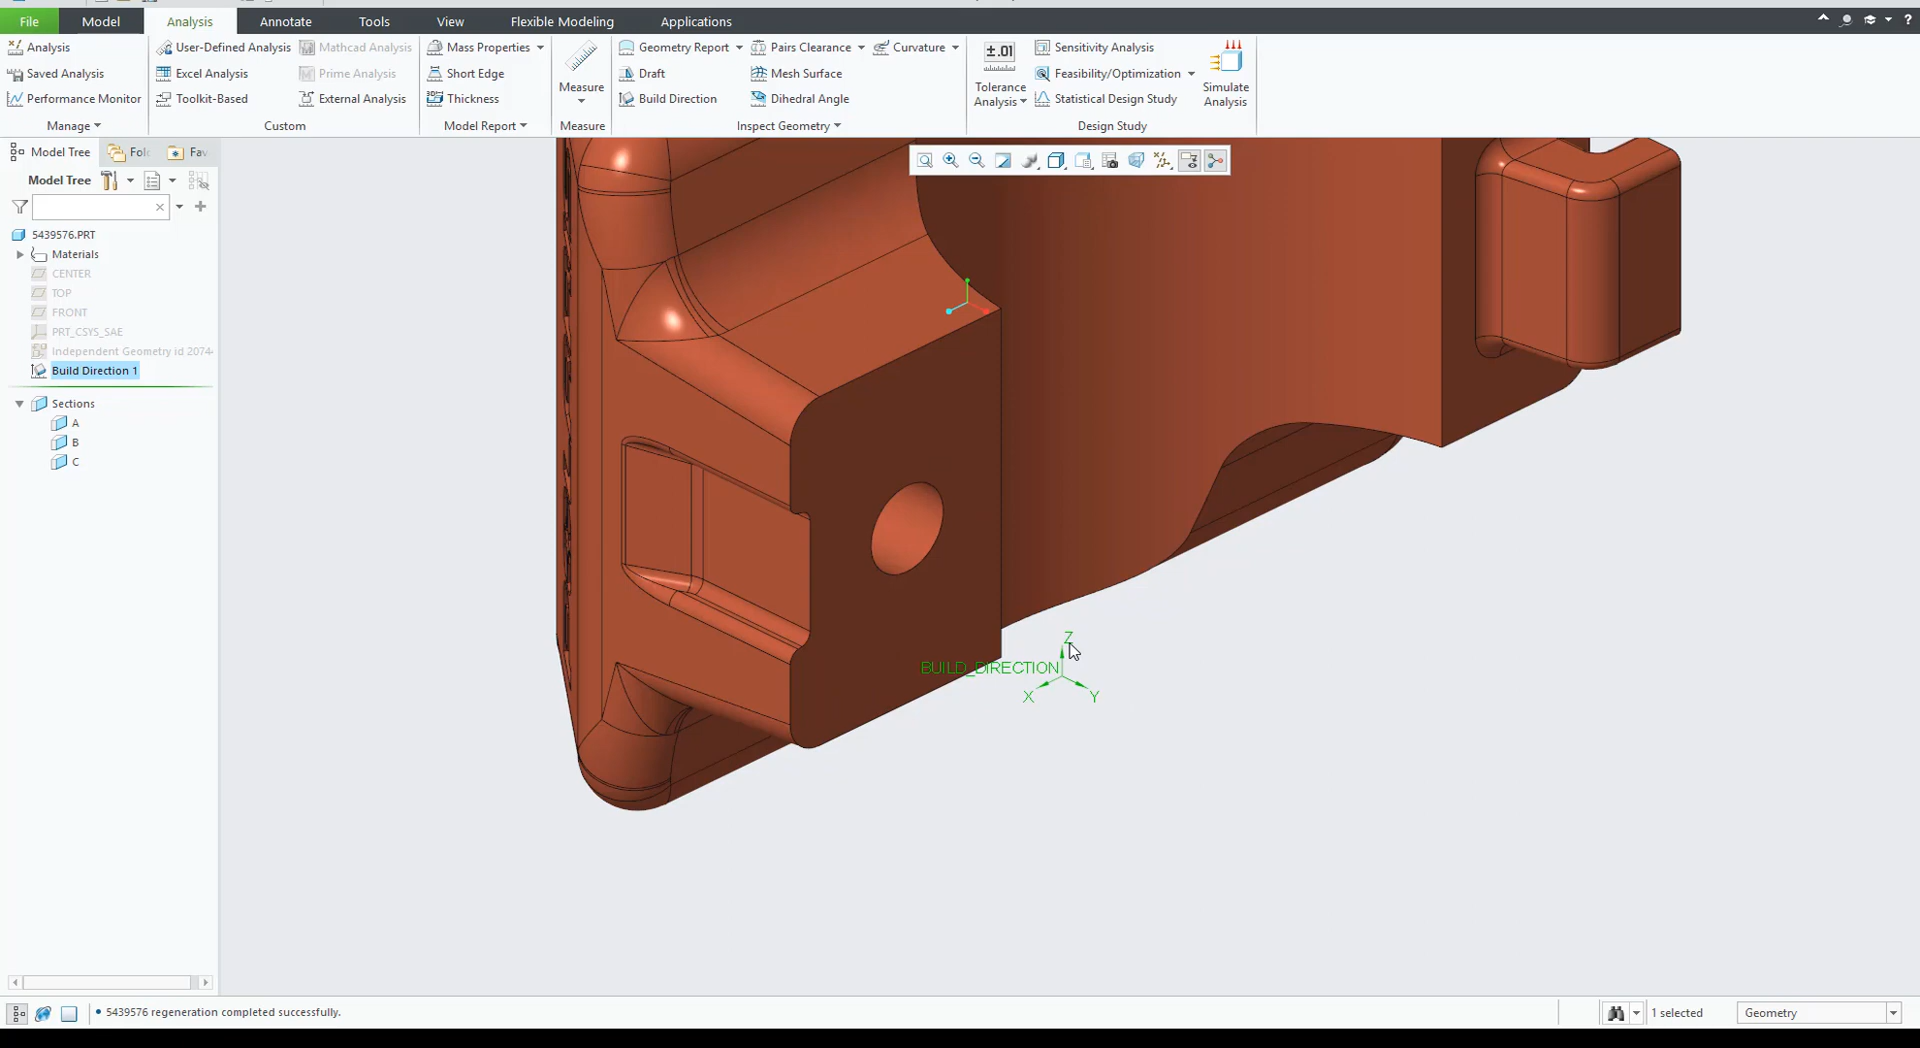 File Model Analysis Annotate Tools View Flexible Modeling Applications
Analysis User-Defined Analysis Mathcad Analysis Mass Properties Geometry Report Pairs Clearance Curvature ±.01 Sensitivity Analysis
Saved Analysis Excel Analysis Prime Analysis Short Edge Measure Draft Mesh Surface Tolerance Analysis Feasibility/Optimization Simulate Analysis
Performance Monitor Toolkit-Based External Analysis Thickness Build Direction Dihedral Angle Statistical Design Study
Manage Custom Model Report Measure Inspect Geometry Design Study
Model Tree Fol Fav
Model Tree
5439576.PRT
Materials
CENTER
TOP
FRONT
PRT_CSYS_SAE
Independent Geometry id 2074
Build Direction 1
Sections
A
B
C
Z
BUILD_DIRECTION
X Y
5439576 regeneration completed successfully. 1 selected Geometry